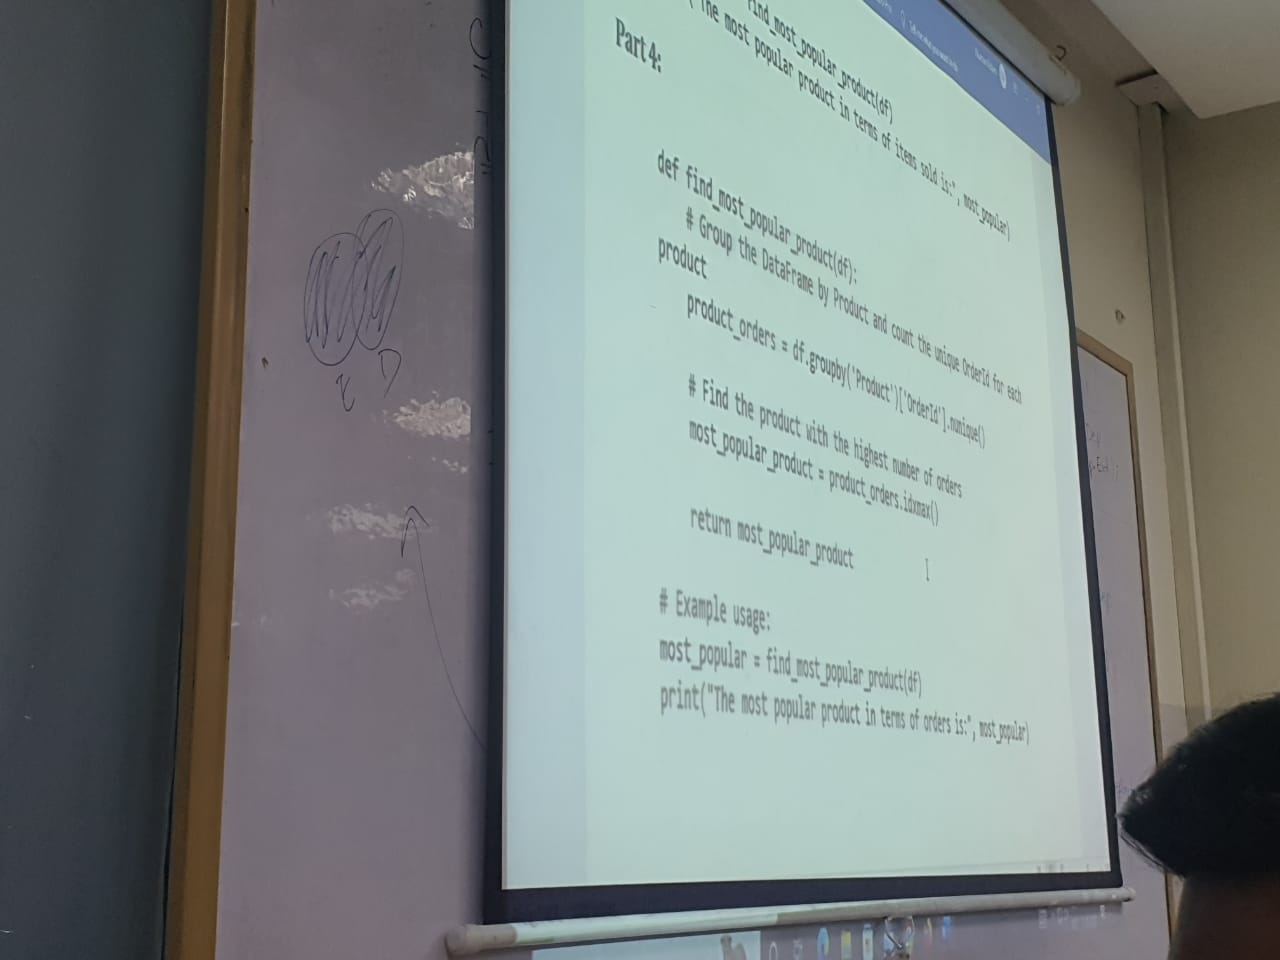 find_most_popular_product(df)
("The most popular product in terms of items sold is:", most_popular)
Part 4:
def find_most_popular_product(df):
# Group the DataFrame by Product and count the unique OrderId for each
product
product_orders = df.groupby('Product')['OrderId'].nunique()
# Find the product with the highest number of orders
most_popular_product = product_orders.idxmax()
return most_popular_product
# Example usage:
most_popular = find_most_popular_product(df)
print("The most popular product in terms of orders is:", most_popular)
D